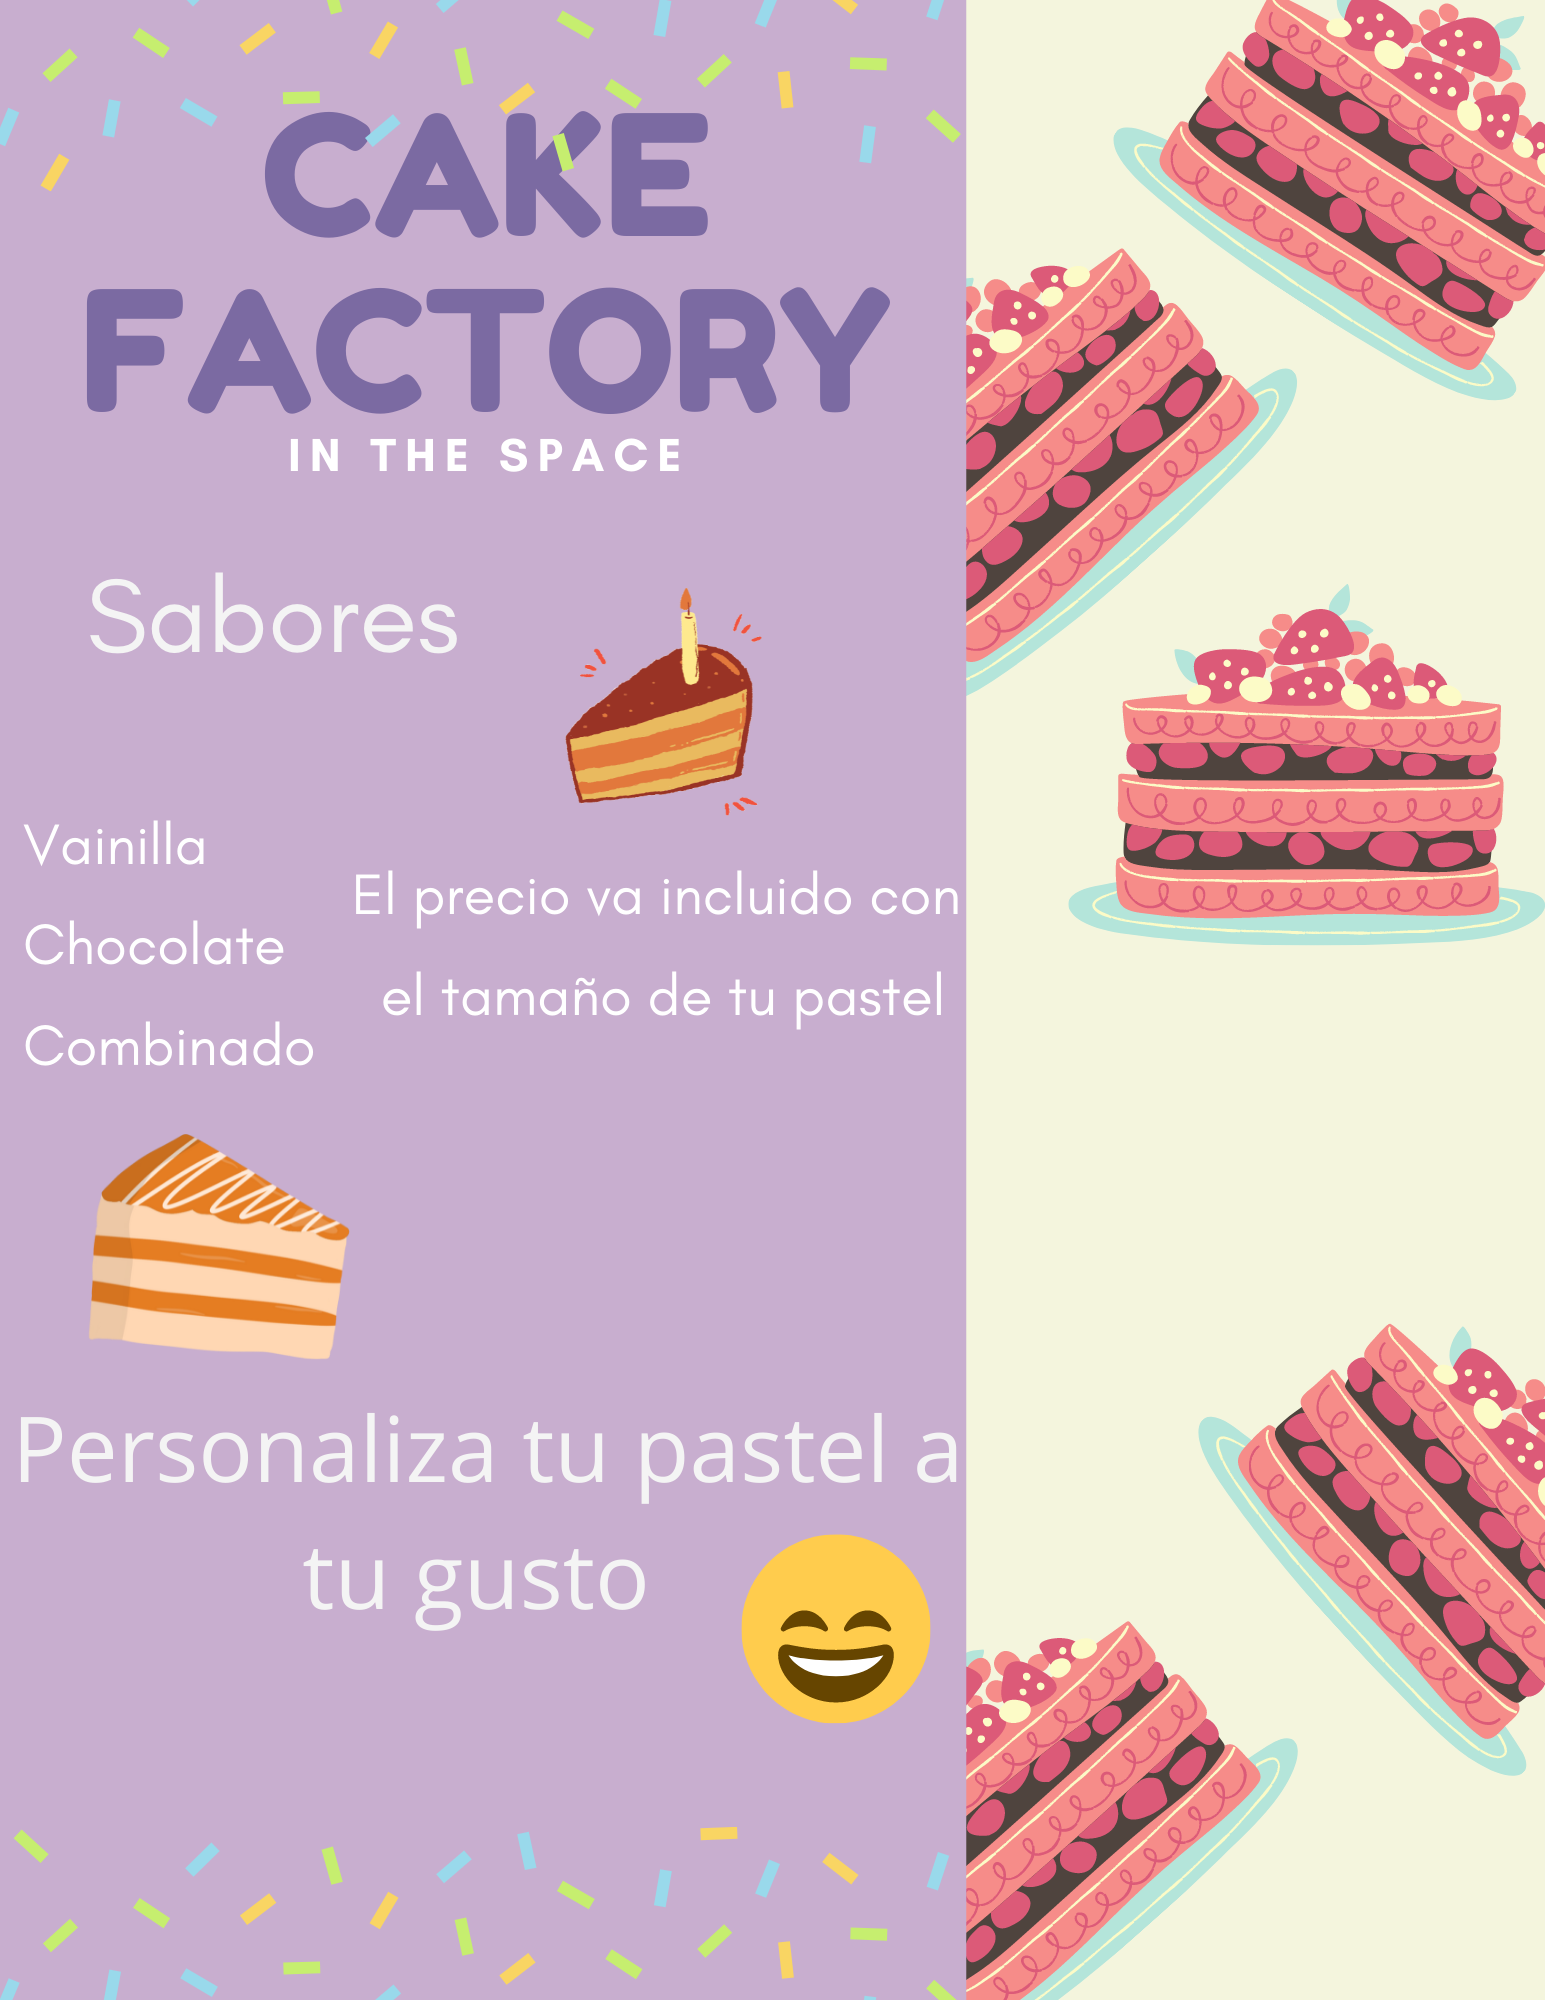 CAKE
FACTORY
IN THE SPACE
Sabores
Vainilla
Chocolate
Combinado
El precio va incluido con
el tamaño de tu pastel
Personaliza tu pastel a
tu gusto